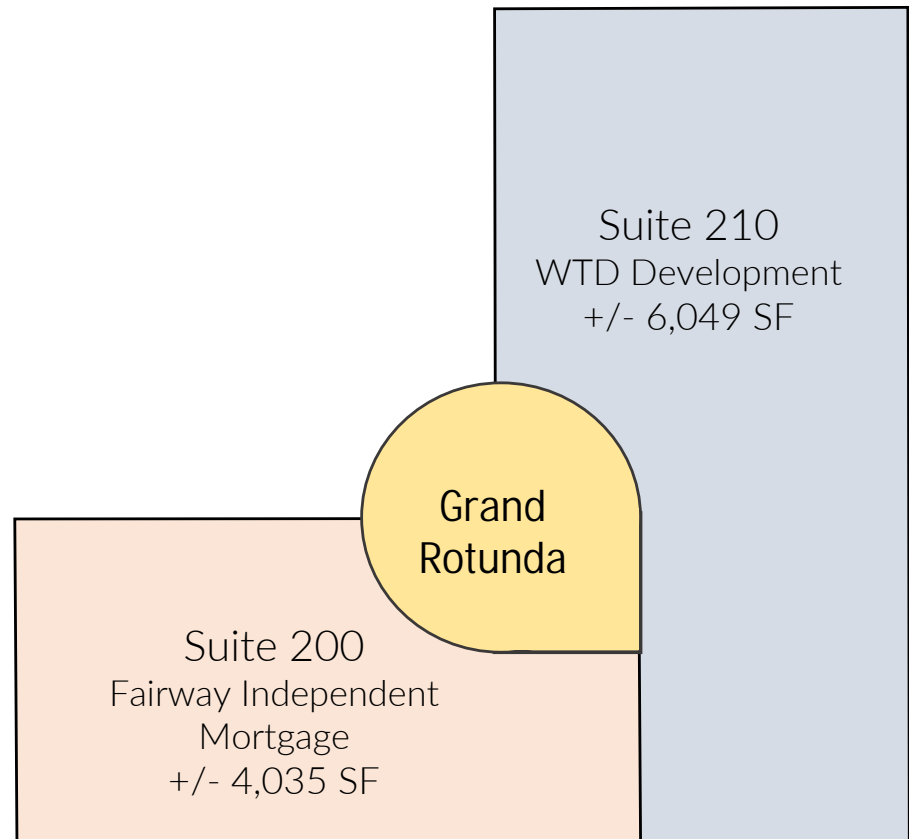 Suite 210
WTD Development
+/- 6,049 SF
Grand
Rotunda
Suite 200
Fairway Independent
Mortgage
+/- 4,035 SF